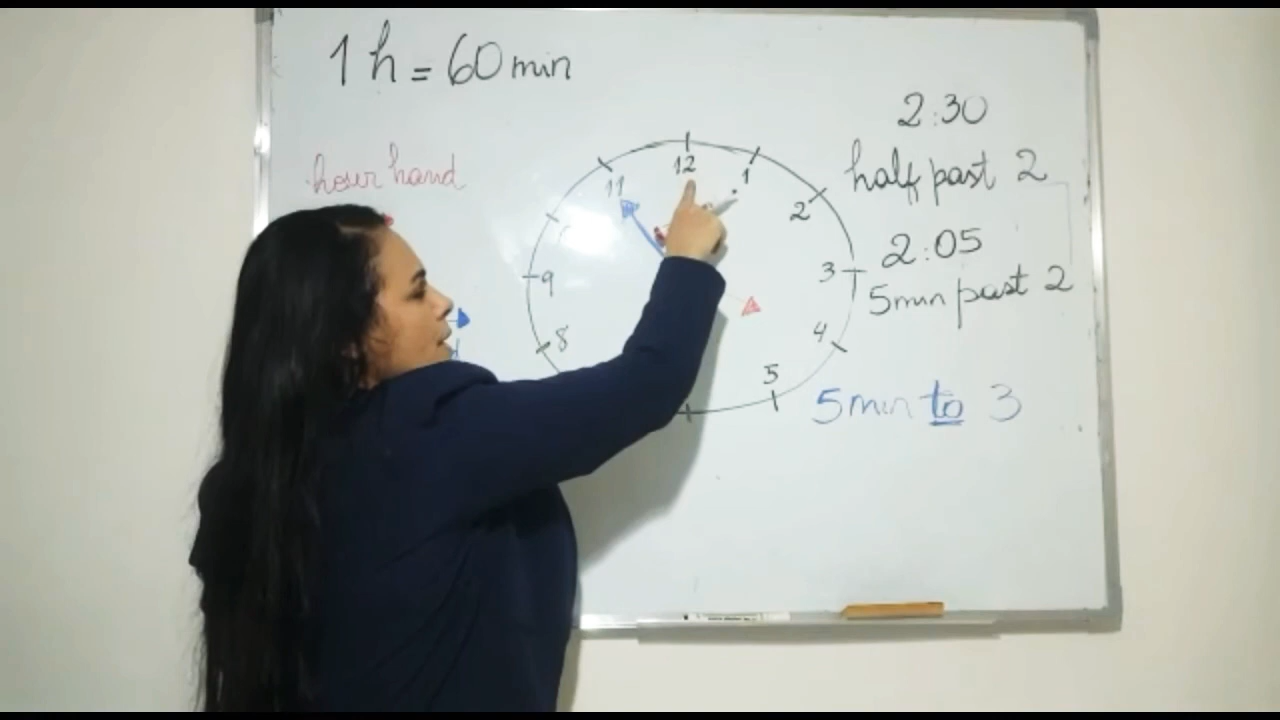 1h = 60 min
hour hand
2:30
half past 2
2:05
5min past 2
5min to 3
12
1
2
3
4
5
8
9
11